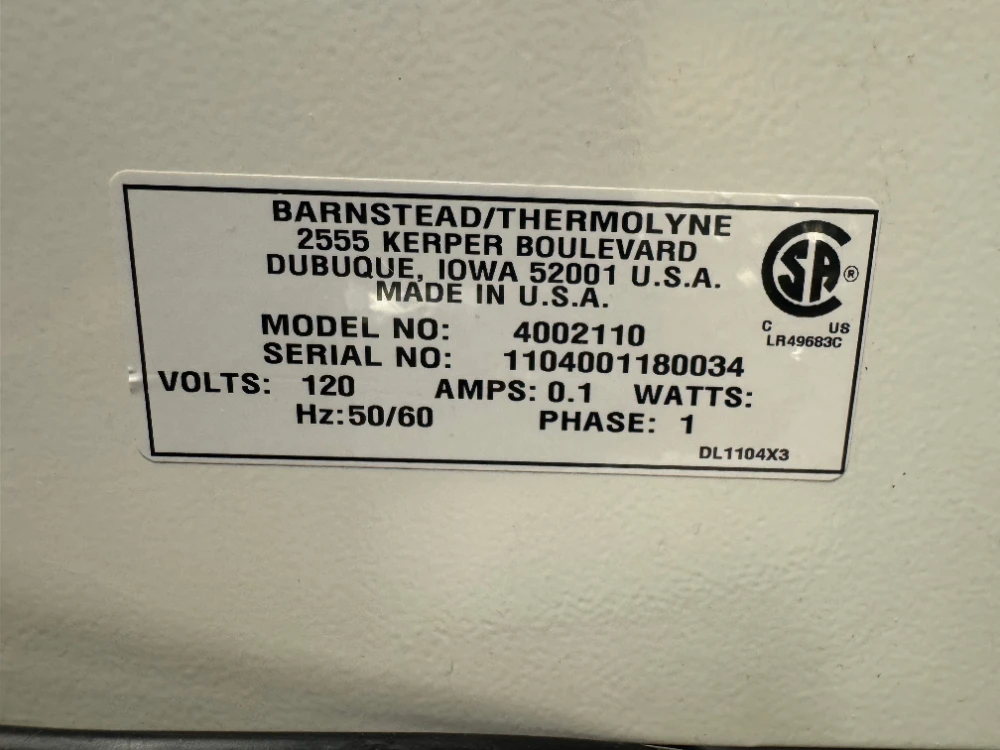 BARNSTEAD/THERMOLYNE
2555 KERPER BOULEVARD
DUBUQUE, IOWA 52001 U.S.A.
MADE IN U.S.A.
SA ®
C US
LR49683C
MODEL NO: 4002110
SERIAL NO: 1104001180034
VOLTS: 120 AMPS: 0.1 WATTS:
Hz:50/60 PHASE: 1
DL1104X3